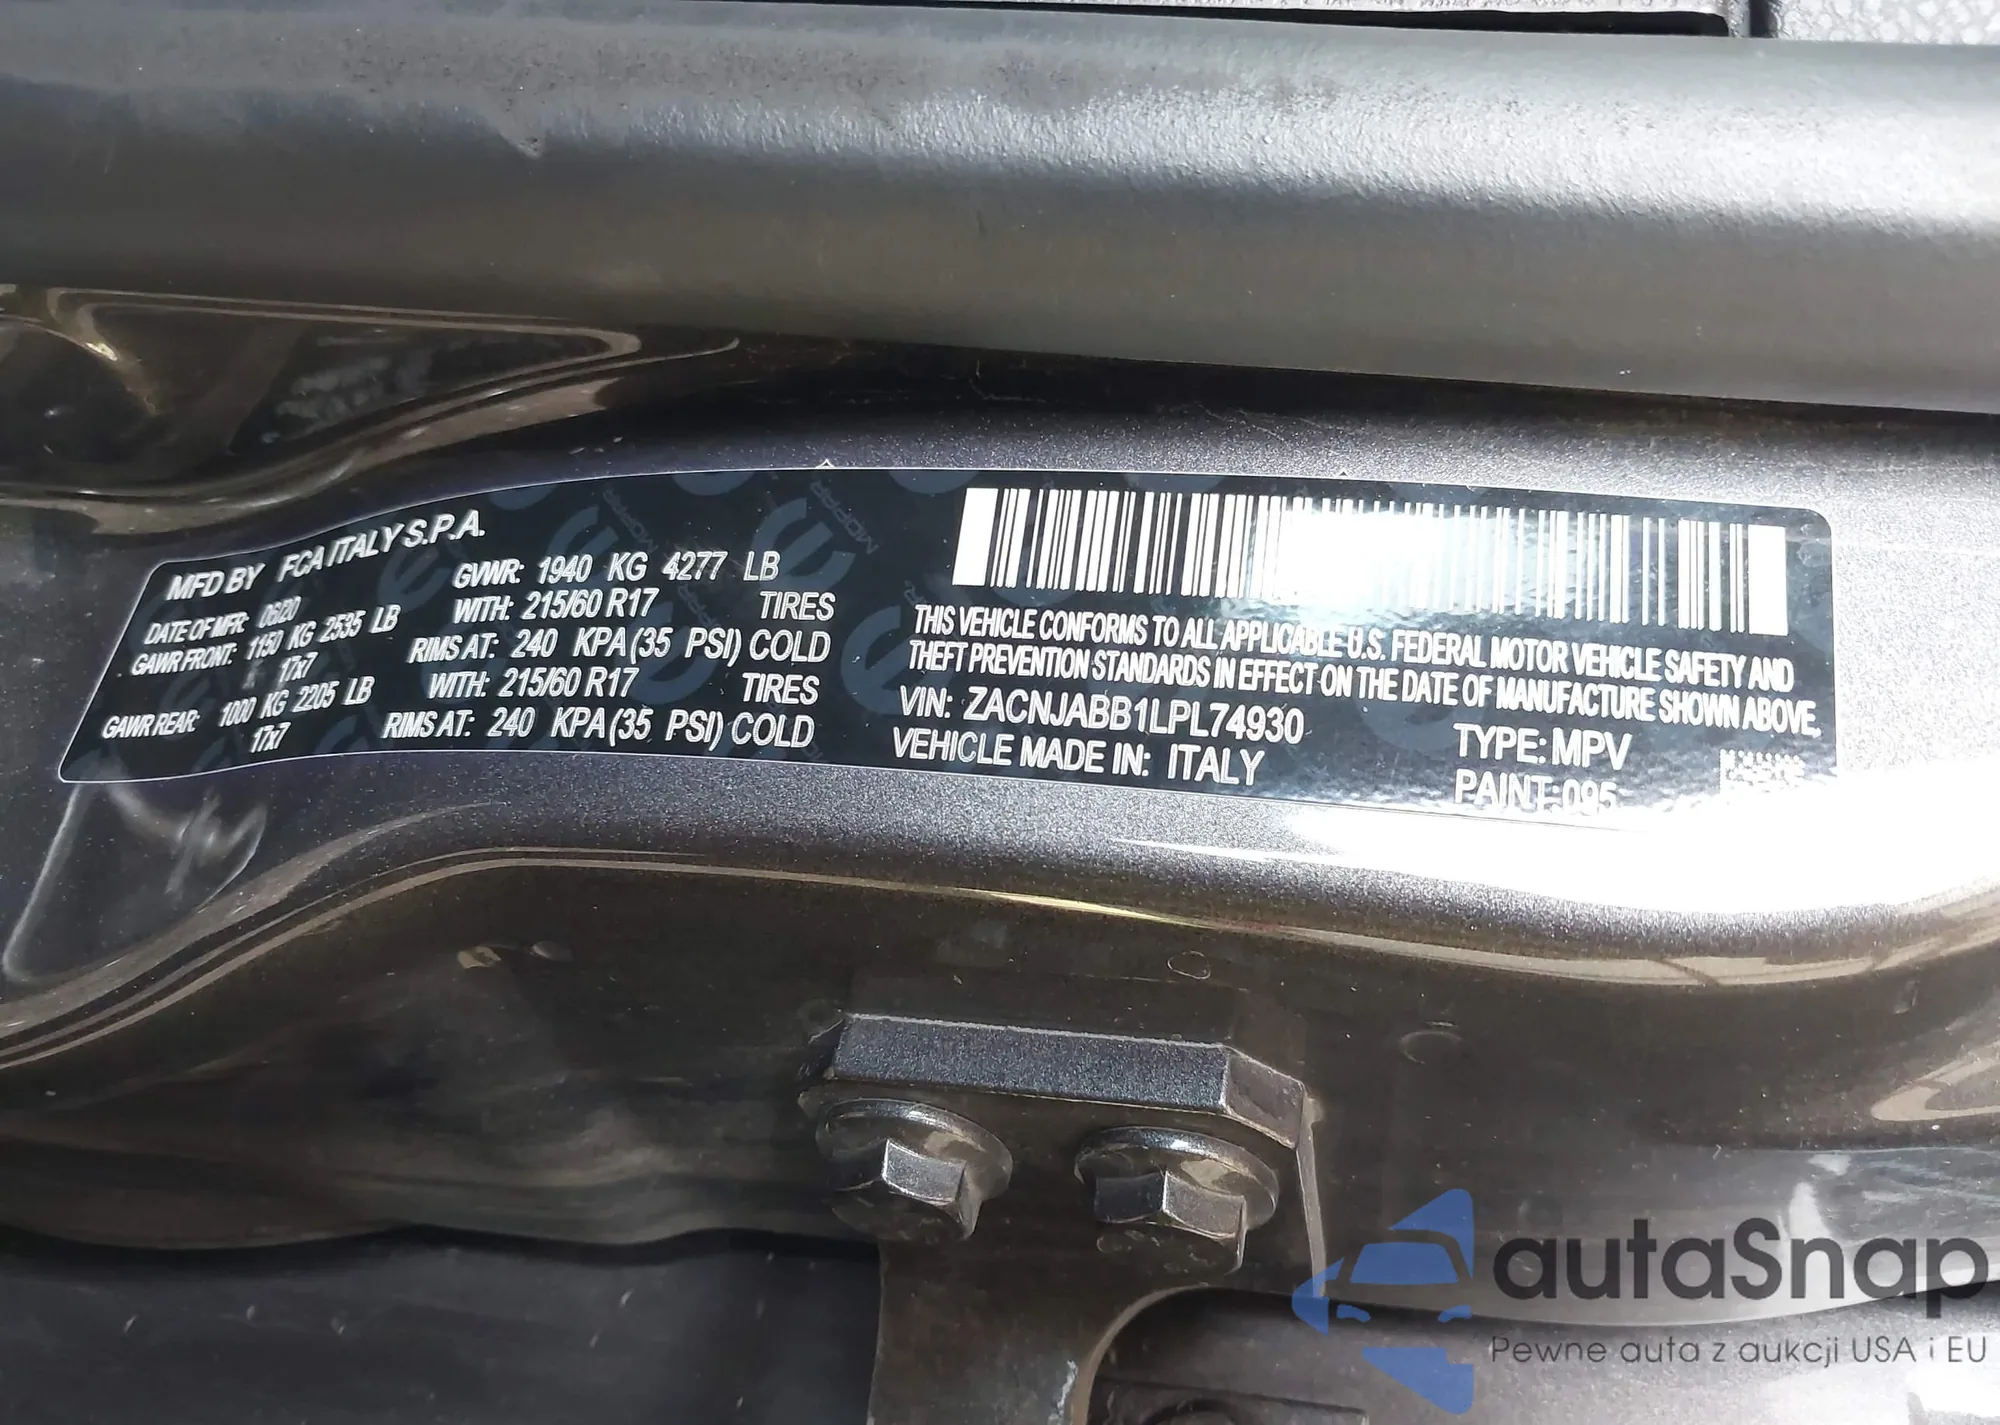 MFD BY FCA ITALY S.P.A.
DATE OF MFR: 06/20 GVWR: 1940 KG 4277 LB
GAWR FRONT: 1150 KG 2535 LB WITH: 215/60 R17 TIRES
17x7 RIMS AT: 240 KPA (35 PSI) COLD
GAWR REAR: 1000 KG 2205 LB WITH: 215/60 R17 TIRES
17x7 RIMS AT: 240 KPA (35 PSI) COLD
THIS VEHICLE CONFORMS TO ALL APPLICABLE U.S. FEDERAL MOTOR VEHICLE SAFETY AND
THEFT PREVENTION STANDARDS IN EFFECT ON THE DATE OF MANUFACTURE SHOWN ABOVE.
VIN: ZACNJABB1LPL74930 TYPE: MPV
VEHICLE MADE IN: ITALY PAINT: 095
autaSnap
Pewne auta z aukcji USA i EU